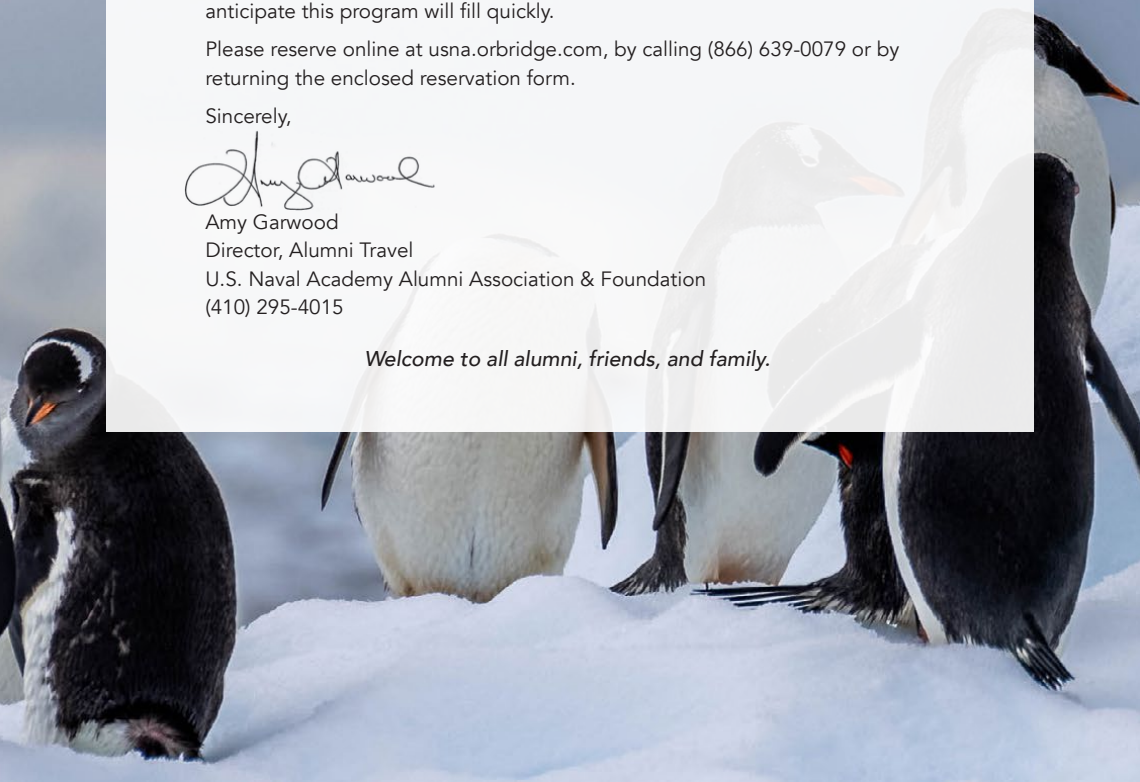 anticipate this program will fill quickly.
Please reserve online at usna.orbridge.com, by calling (866) 639-0079 or by
returning the enclosed reservation form.
Sincerely,
Amy Garwood
Amy Garwood
Director, Alumni Travel
U.S. Naval Academy Alumni Association & Foundation
(410) 295-4015
Welcome to all alumni, friends, and family.